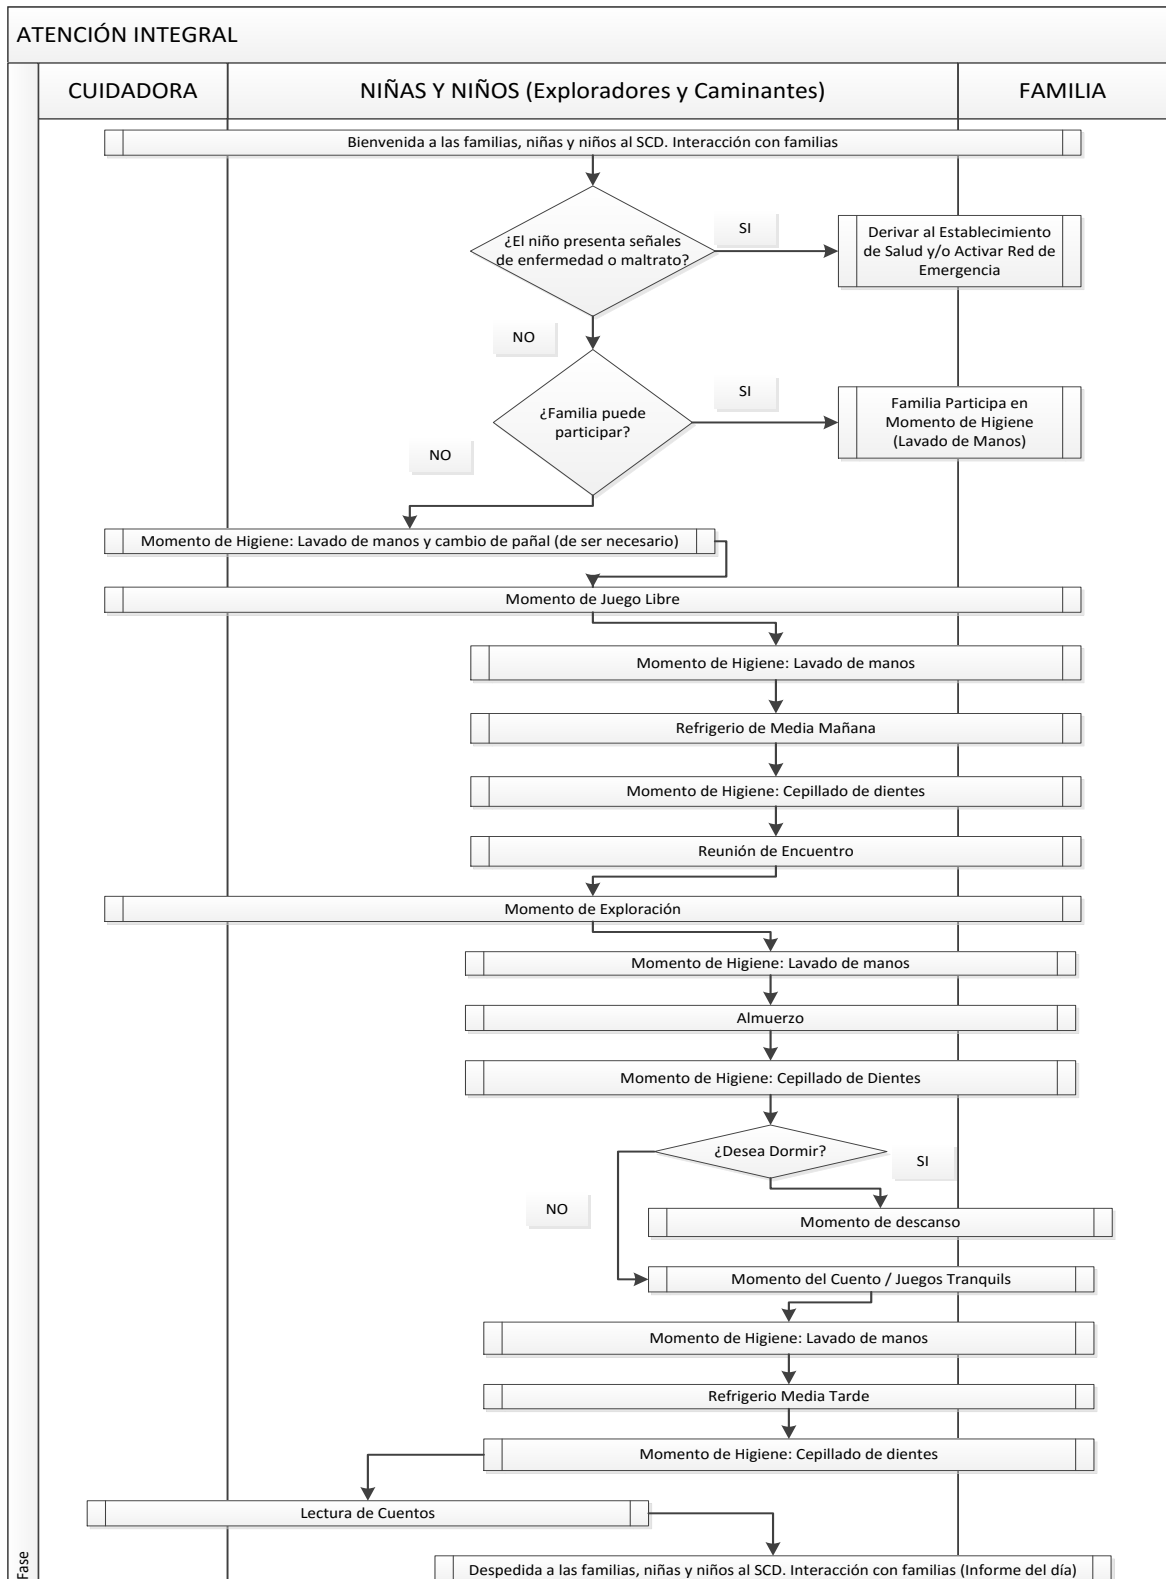 ATENCIÓN INTEGRAL
CUIDADORA
NIÑAS Y NIÑOS (Exploradores y Caminantes)
FAMILIA
Bienvenida a las familias, niñas y niños al SCD. Interacción con familias
¿El niño presenta señales
de enfermedad o maltrato?
SI
Derivar al Establecimiento
de Salud y/o Activar Red de
Emergencia
NO
¿Familia puede
participar?
SI
Familia Participa en
Momento de Higiene
(Lavado de Manos)
NO
Momento de Higiene: Lavado de manos y cambio de pañal (de ser necesario)
Momento de Juego Libre
Momento de Higiene: Lavado de manos
Refrigerio de Media Mañana
Momento de Higiene: Cepillado de dientes
Reunión de Encuentro
Momento de Exploración
Momento de Higiene: Lavado de manos
Almuerzo
Momento de Higiene: Cepillado de Dientes
¿Desea Dormir?
SI
NO
Momento de descanso
Momento del Cuento / Juegos Tranquils
Momento de Higiene: Lavado de manos
Refrigerio Media Tarde
Momento de Higiene: Cepillado de dientes
Lectura de Cuentos
Despedida a las familias, niñas y niños al SCD. Interacción con familias (Informe del día)
Fase